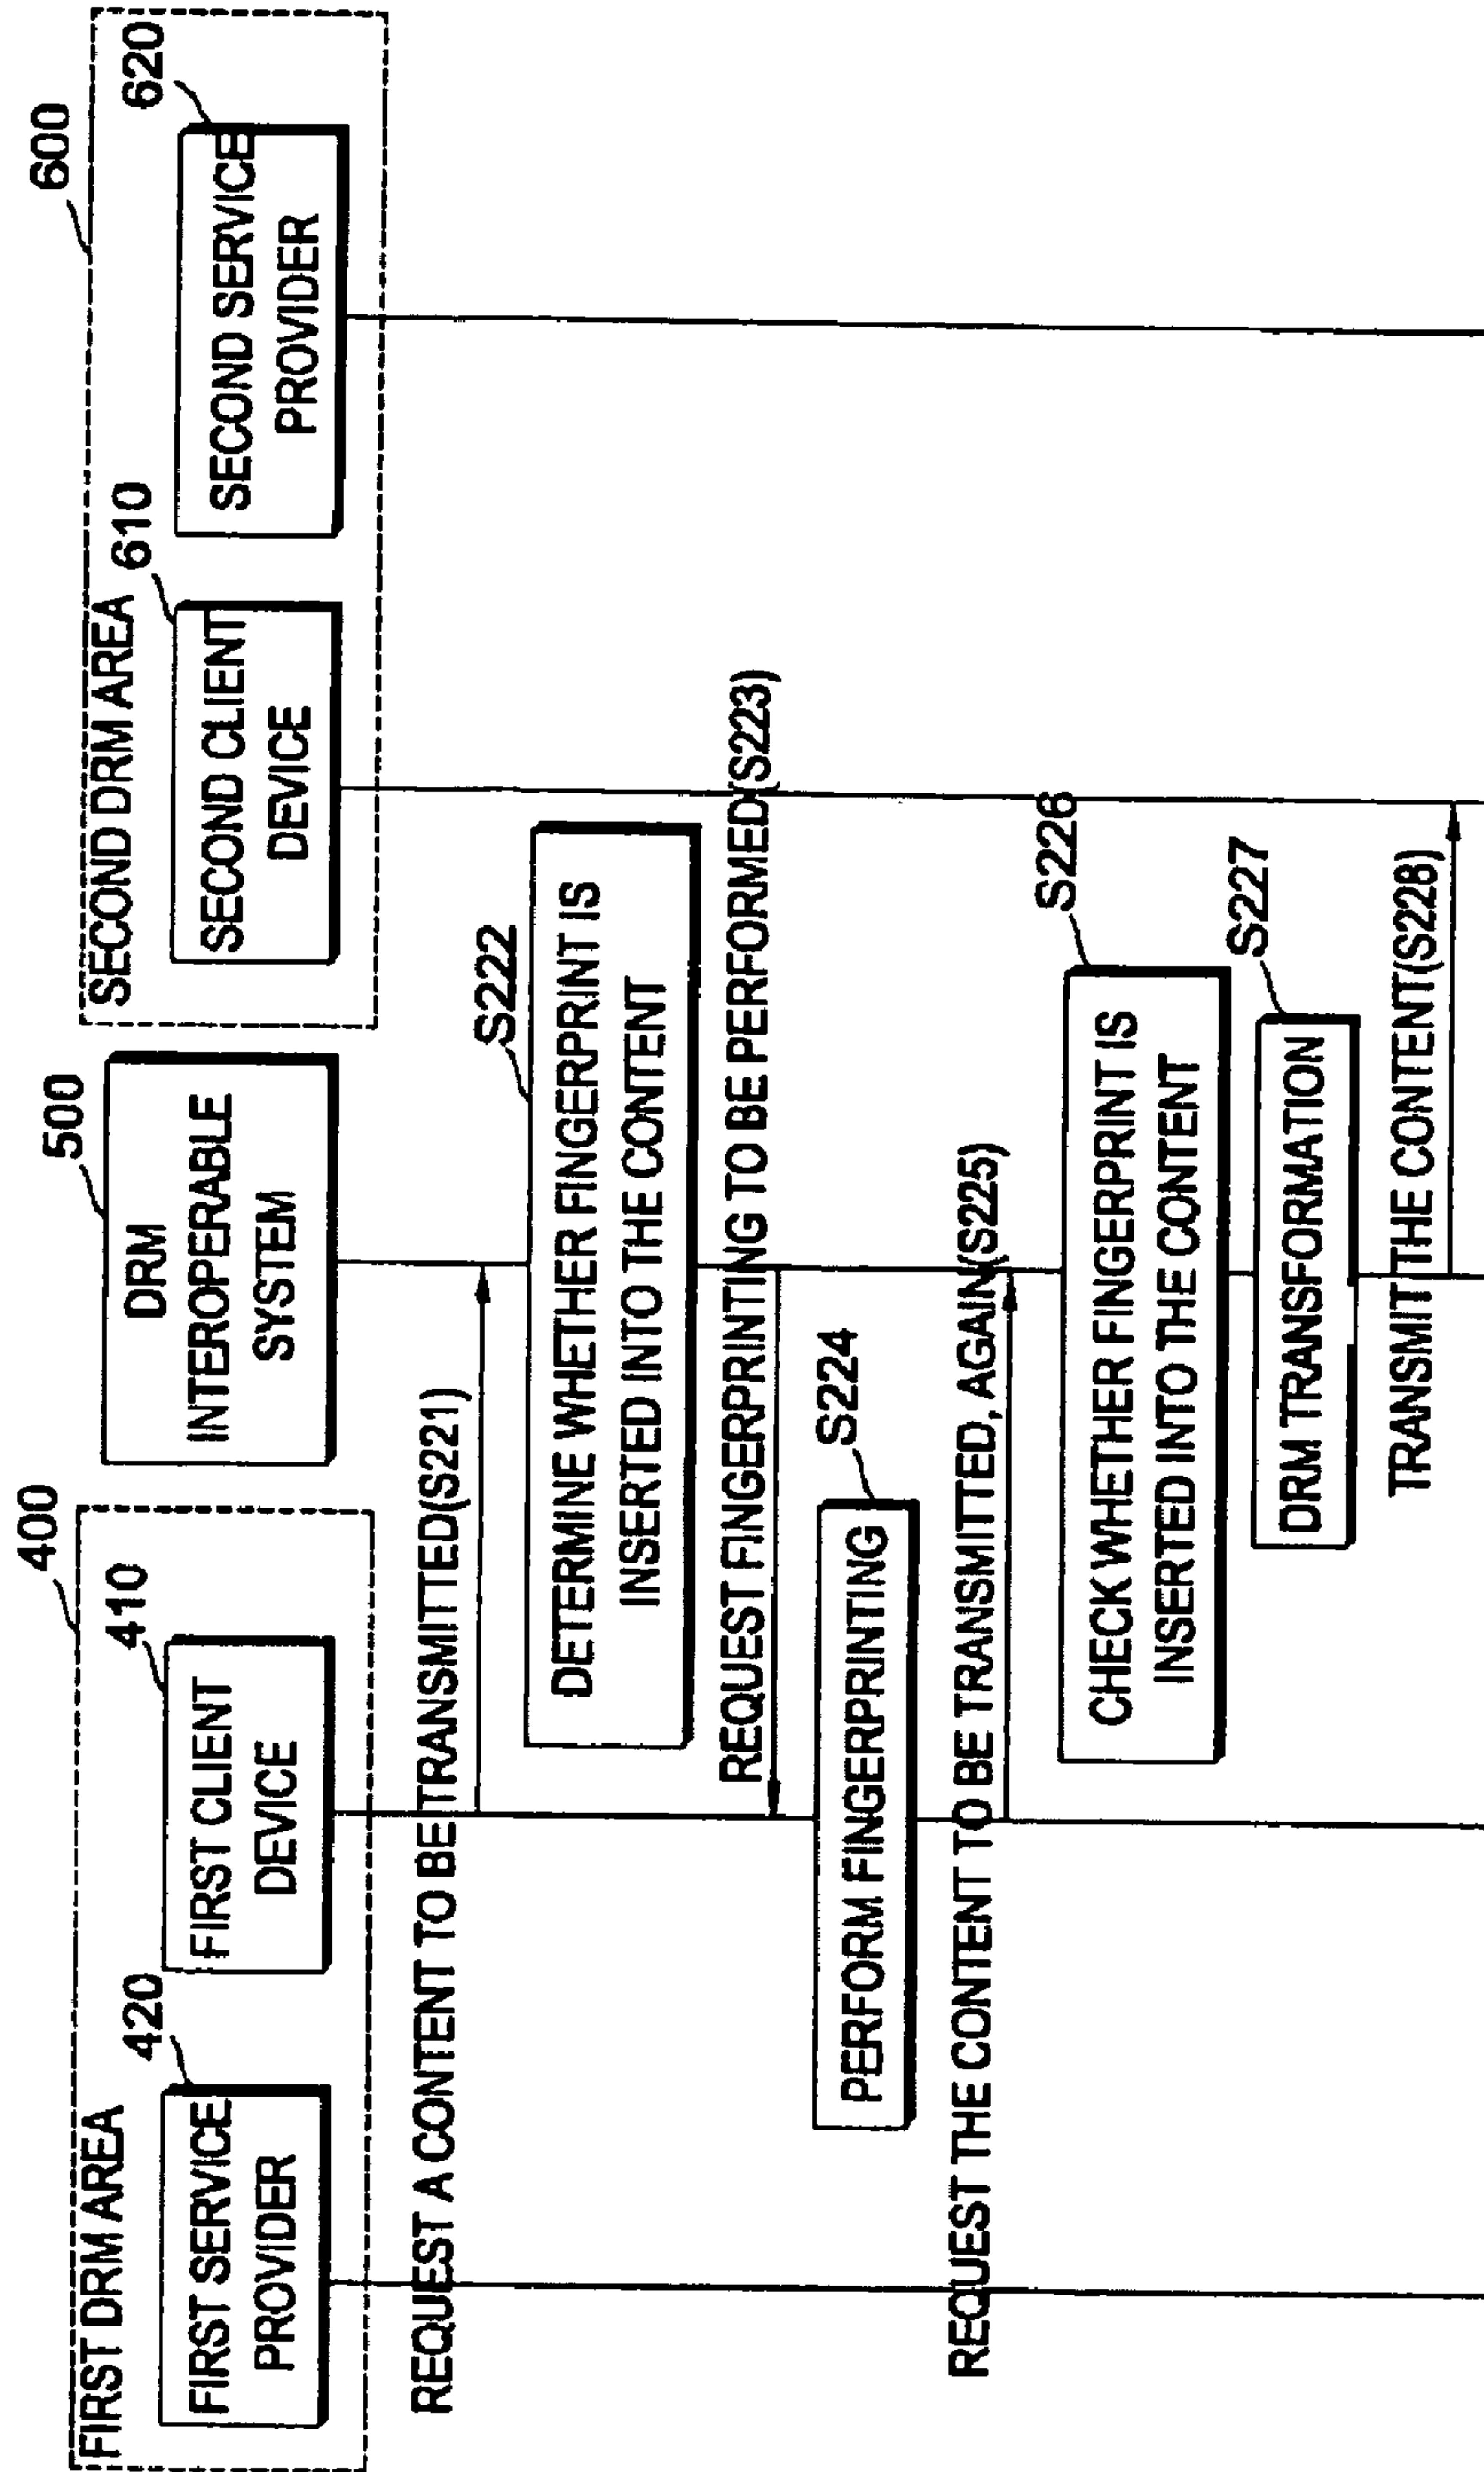 400
500
600
FIRST DRM AREA
SECOND DRM AREA
420
410
610
620
FIRST SERVICE
PROVIDER
FIRST CLIENT
DEVICE
DRM
INTEROPERABLE
SYSTEM
SECOND CLIENT
DEVICE
SECOND SERVICE
PROVIDER
REQUEST A CONTENT TO BE TRANSMITTED(S221)
S222
DETERMINE WHETHER FINGERPRINT IS
INSERTED INTO THE CONTENT
REQUEST FINGERPRINTING TO BE PERFORMED(S223)
S224
PERFORM FINGERPRINTING
REQUEST THE CONTENT TO BE TRANSMITTED, AGAIN(S225)
S226
CHECK WHETHER FINGERPRINT IS
INSERTED INTO THE CONTENT
S227
DRM TRANSFORMATION
TRANSMIT THE CONTENT(S228)